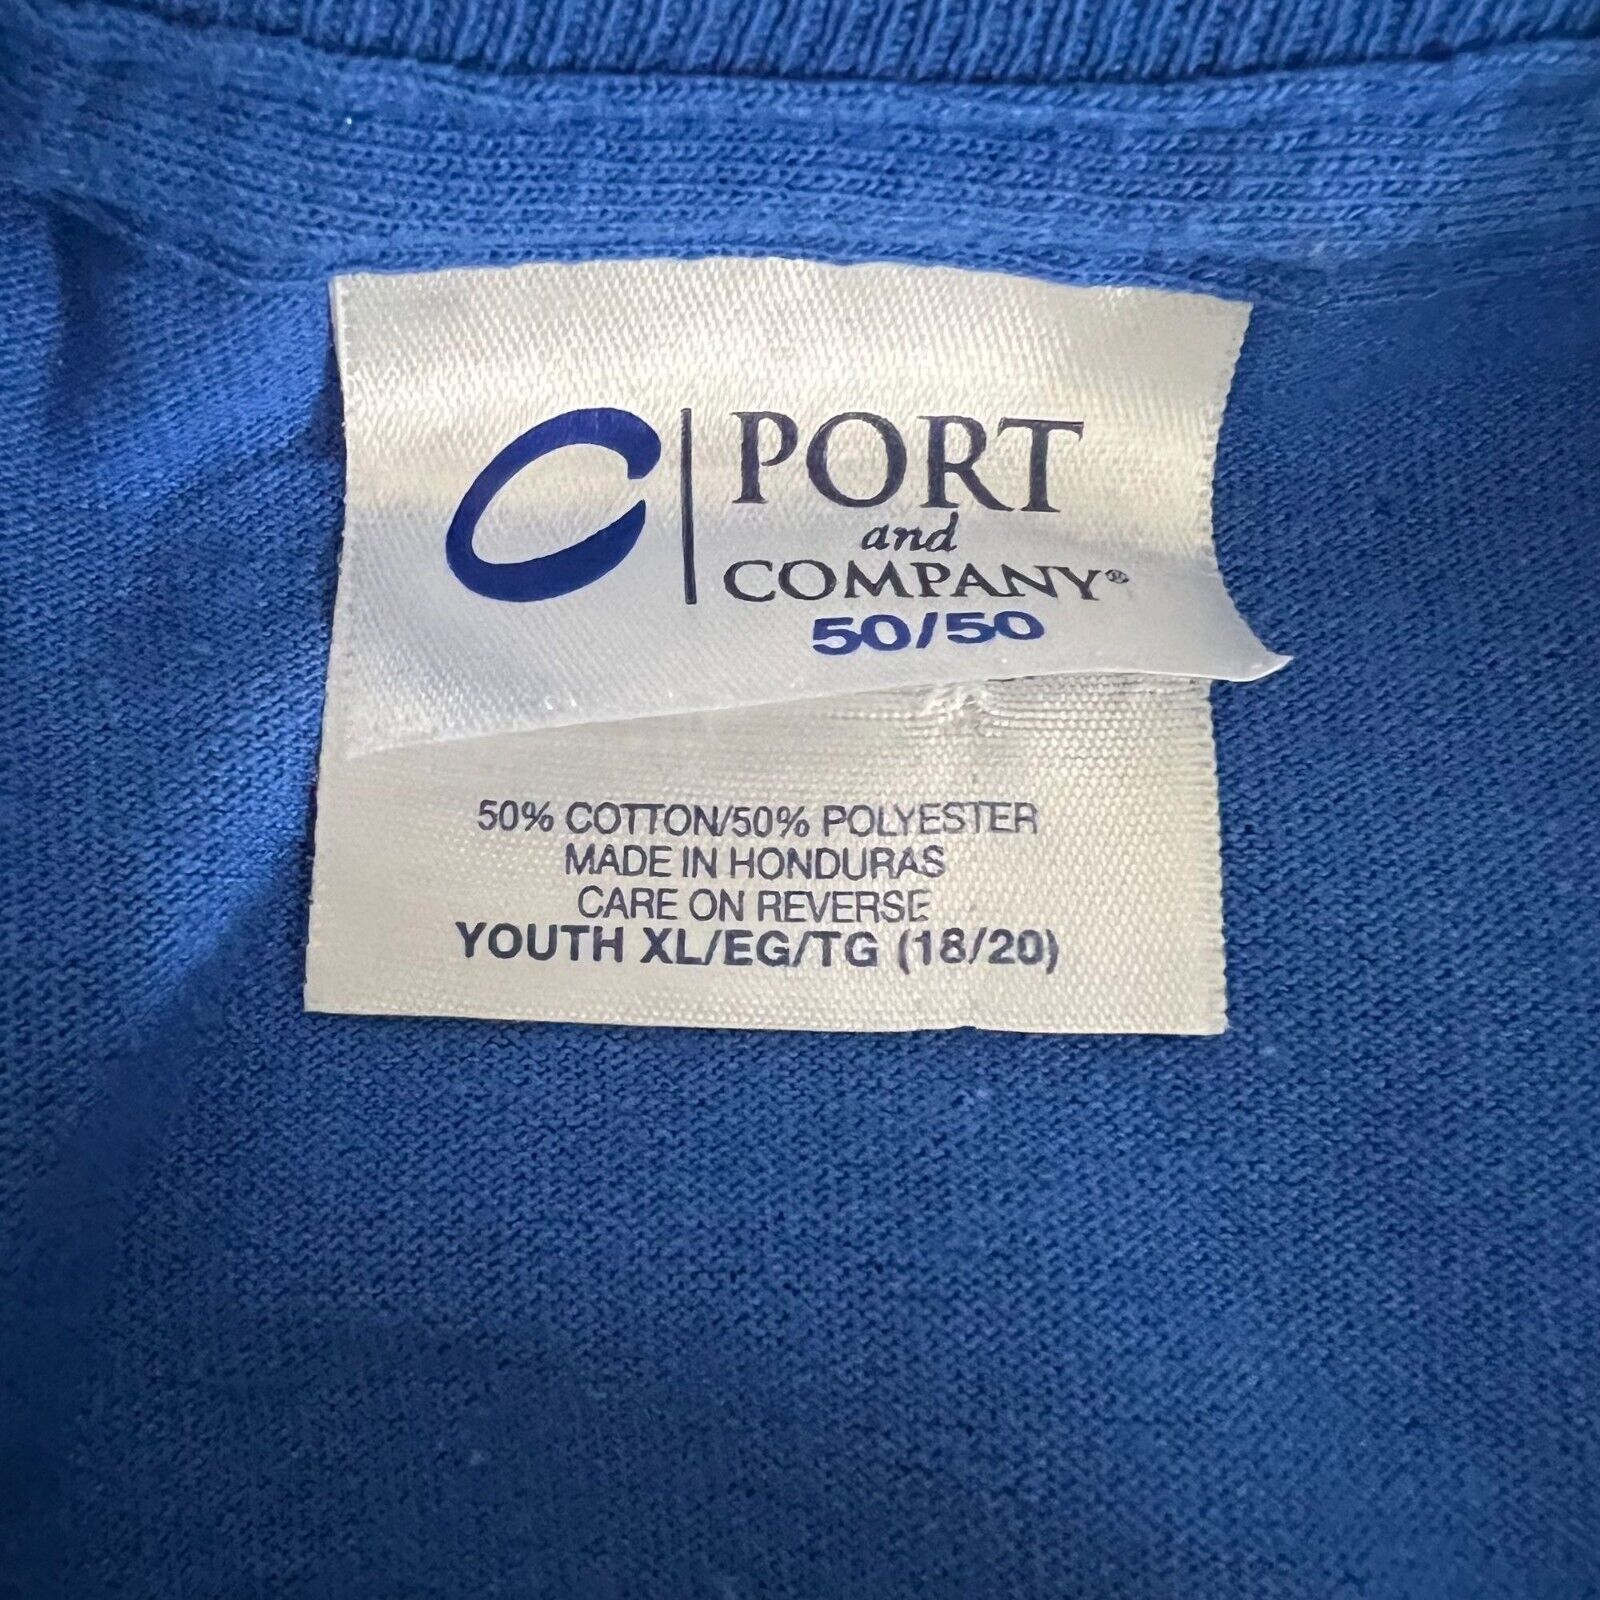 PORT
and
COMPANY®
50/50
50% COTTON/50% POLYESTER
MADE IN HONDURAS
CARE ON REVERSE
YOUTH XL/EG/TG (18/20)